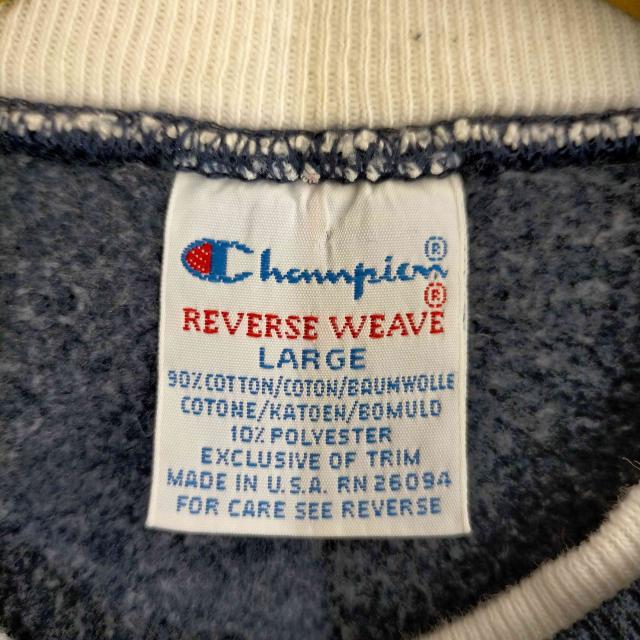 Champion®
REVERSE WEAVE®
LARGE
90% COTTON/COTON/BAUMWOLLE
COTONE/KATOEN/BOMULD
10% POLYESTER
EXCLUSIVE OF TRIM
MADE IN U.S.A. RN 26094
FOR CARE SEE REVERSE